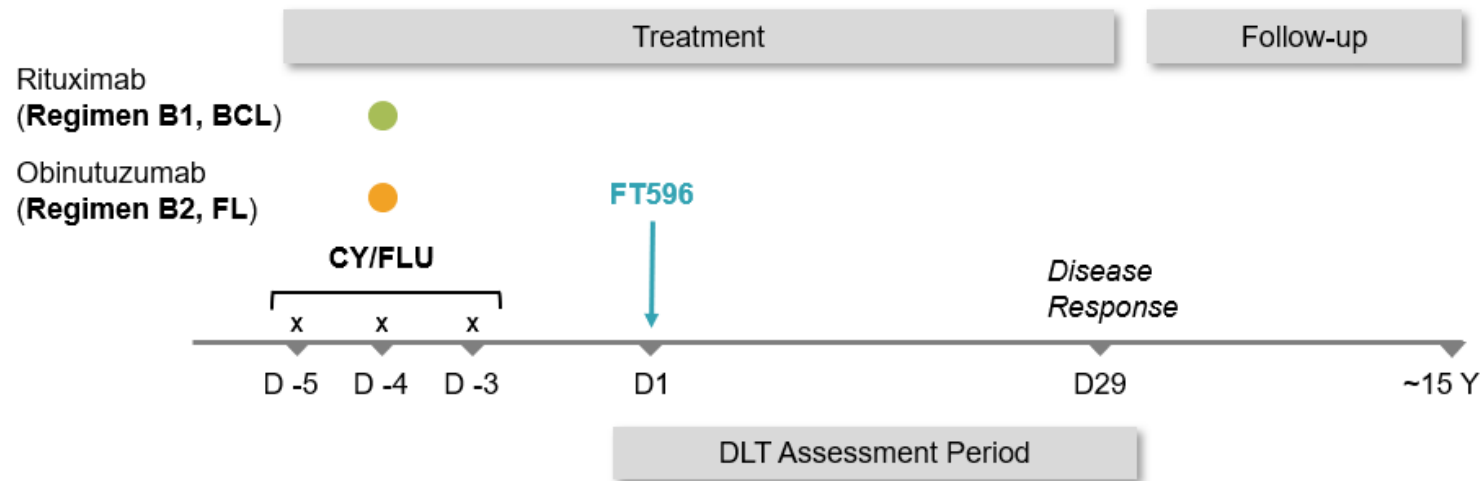 Treatment
Follow-up
Rituximab
(Regimen B1, BCL)
Obinutuzumab
(Regimen B2, FL)
FT596
CY/FLU
Disease
Response
x x x
D -5 D -4 D -3 D1 D29 ~15 Y
DLT Assessment Period